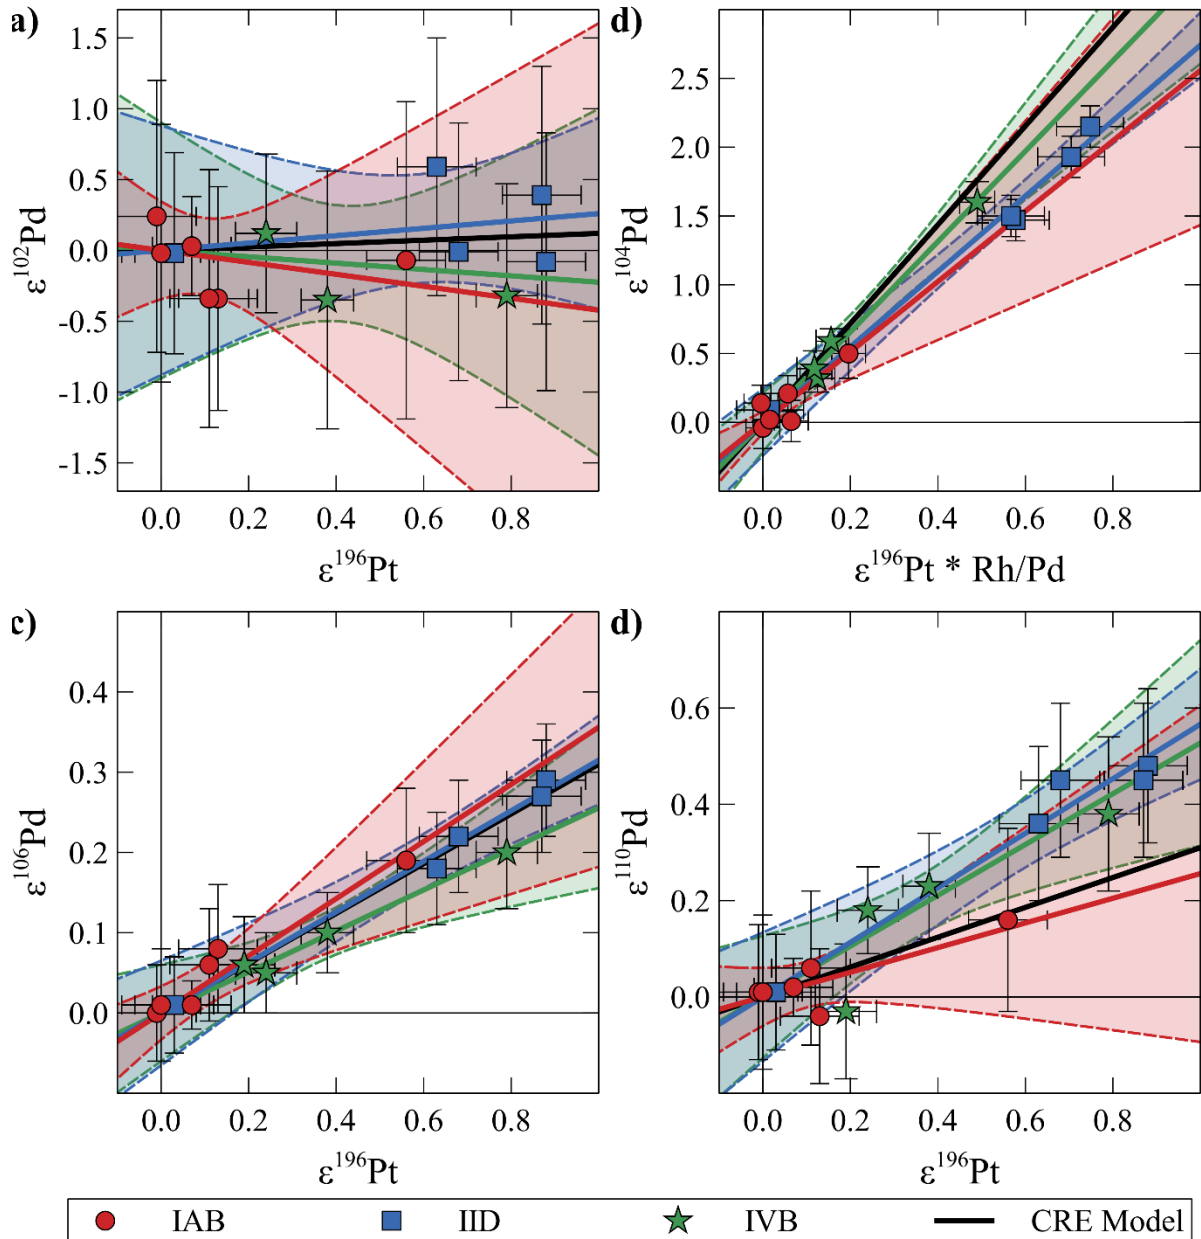 a)
1.5
1.0
0.5
0.0
-0.5
-1.0
-1.5
ε¹⁰²Pd
0.0 0.2 0.4 0.6 0.8
ε¹⁹⁶Pt
d)
2.5
2.0
1.5
1.0
0.5
0.0
ε¹⁰⁴Pd
0.0 0.2 0.4 0.6 0.8
ε¹⁹⁶Pt * Rh/Pd
c)
0.4
0.3
0.2
0.1
0.0
ε¹⁰⁶Pd
0.0 0.2 0.4 0.6 0.8
ε¹⁹⁶Pt
d)
0.6
0.4
0.2
0.0
ε¹¹⁰Pd
0.0 0.2 0.4 0.6 0.8
ε¹⁹⁶Pt
IAB IID IVB CRE Model